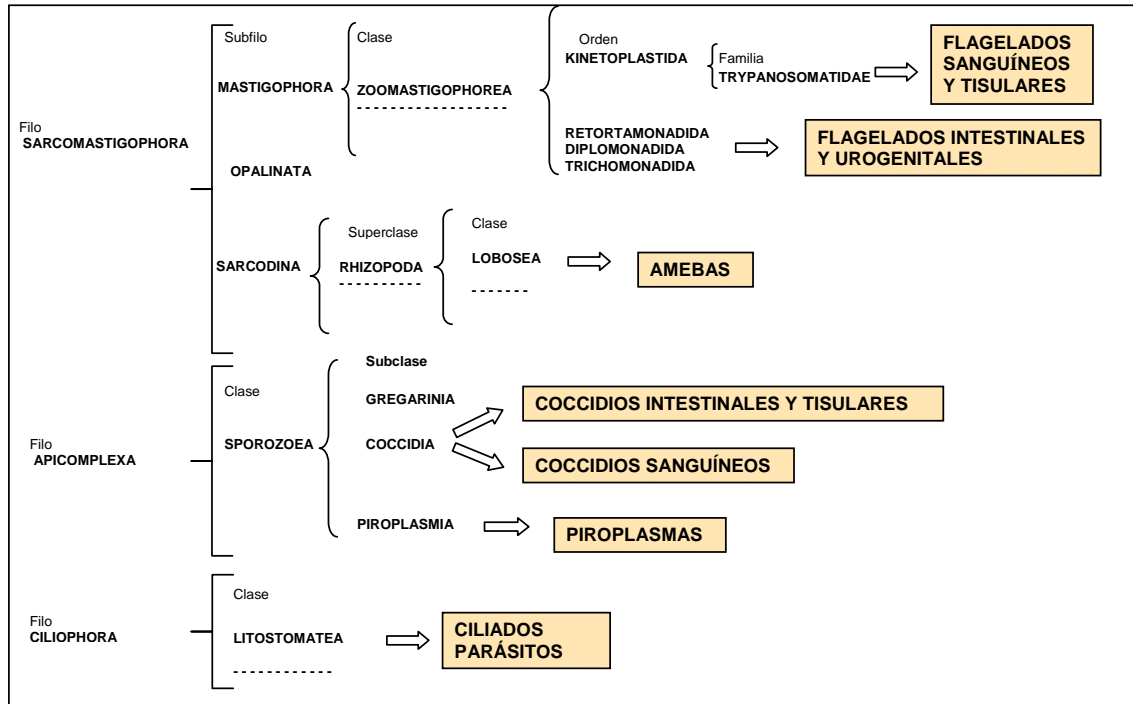 Filo
SARCOMASTIGOPHORA
Subfilo
MASTIGOPHORA
Clase
ZOOMASTIGOPHOREA
Orden
KINETOPLASTIDA
Familia
TRYPANOSOMATIDAE
FLAGELADOS
SANGUÍNEOS
Y TISULARES
RETORTAMONADIDA
DIPLOMONADIDA
TRICHOMONADIDA
FLAGELADOS INTESTINALES
Y UROGENITALES
OPALINATA
SARCODINA
Superclase
RHIZOPODA
Clase
LOBOSEA
AMEBAS
Filo
APICOMPLEXA
Clase
SPOROZOEA
Subclase
GREGARINIA
COCCIDIA
COCCIDIOS INTESTINALES Y TISULARES
COCCIDIOS SANGUÍNEOS
PIROPLASMIA
PIROPLASMAS
Filo
CILIOPHORA
Clase
LITOSTOMATEA
CILIADOS
PARÁSITOS